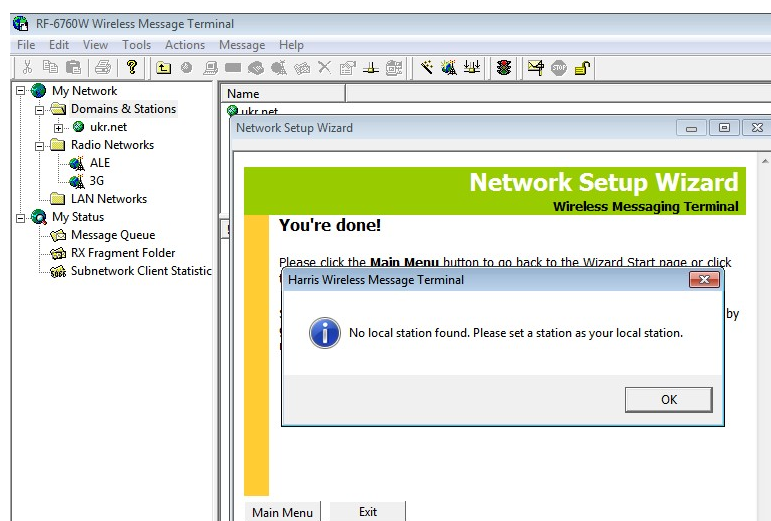 RF-6760W Wireless Message Terminal
File Edit View Tools Actions Message Help
My Network
Domains & Stations
ukr.net
Radio Networks
ALE
3G
LAN Networks
My Status
Message Queue
RX Fragment Folder
Subnetwork Client Statistic
Name
ukr.net
Network Setup Wizard
Network Setup Wizard
Wireless Messaging Terminal
You're done!
Please click the Main Menu button to go back to the Wizard Start page or click
by
Harris Wireless Message Terminal
No local station found. Please set a station as your local station.
OK
Main Menu Exit